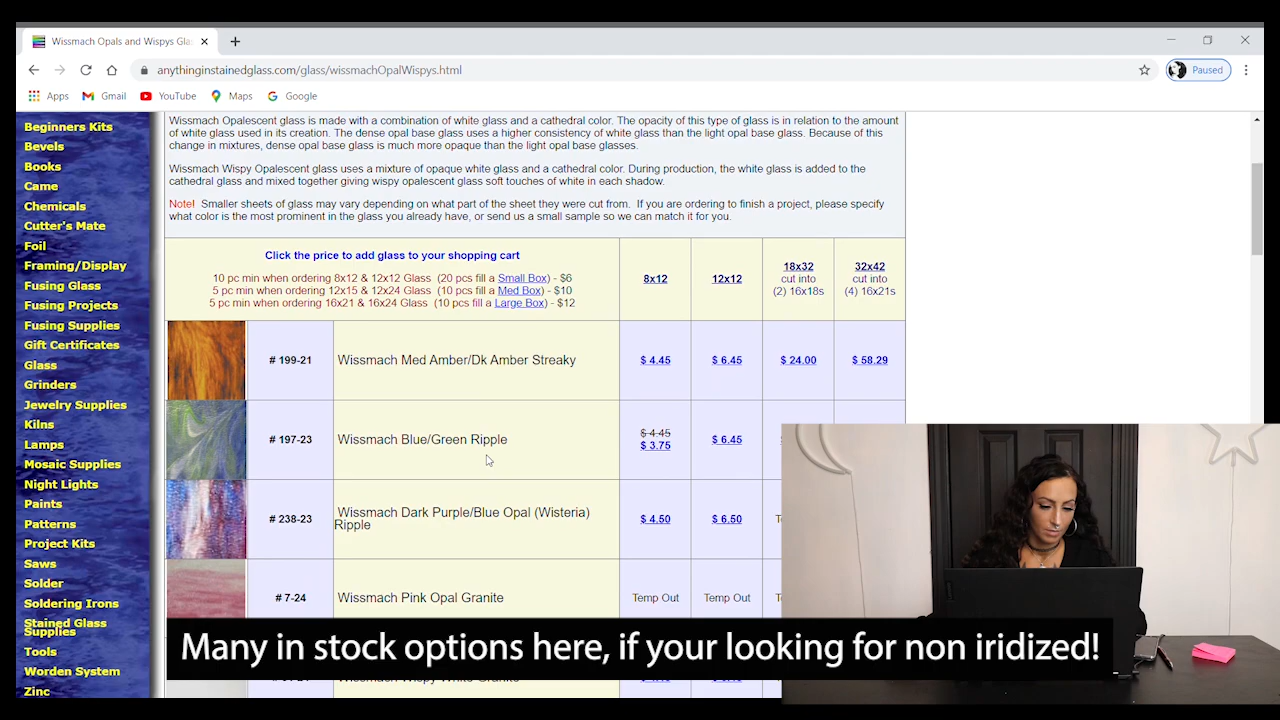 Wissmach Opals and Wispys Gla
anythinginstainedglass.com/glass/wissmachOpalWispys.html
Paused
Apps
Gmail
YouTube
Maps
Google
Beginners Kits
Bevels
Books
Came
Chemicals
Cutter's Mate
Foil
Framing/Display
Fusing Glass
Fusing Projects
Fusing Supplies
Gift Certificates
Glass
Grinders
Jewelry Supplies
Kilns
Lamps
Mosaic Supplies
Night Lights
Paints
Patterns
Project Kits
Saws
Solder
Soldering Irons
Stained Glass
Supplies
Tools
Worden System
Zinc
Wissmach Opalescent glass is made with a combination of white glass and a cathedral color. The opacity of this type of glass is in relation to the amount
of white glass used in its creation. The dense opal base glass uses a higher consistency of white glass than the light opal base glass. Because of this
change in mixtures, dense opal base glass is much more opaque than the light opal base glasses.
Wissmach Wispy Opalescent glass uses a mixture of opaque white glass and a cathedral color. During production, the white glass is added to the
cathedral glass and mixed together giving wispy opalescent glass soft touches of white in each shadow.
Note! Smaller sheets of glass may vary depending on what part of the sheet they were cut from. If you are ordering to finish a project, please specify
what color is the most prominent in the glass you already have, or send us a small sample so we can match it for you.
Click the price to add glass to your shopping cart
10 pc min when ordering 8x12 & 12x12 Glass (20 pcs fill a Small Box) - $6
5 pc min when ordering 12x15 & 12x24 Glass (10 pcs fill a Med Box) - $10
5 pc min when ordering 16x21 & 16x24 Glass (10 pcs fill a Large Box) - $12
8x12
12x12
18x32
cut into
(2) 16x18s
32x42
cut into
(4) 16x21s
# 199-21
Wissmach Med Amber/Dk Amber Streaky
$ 4.45
$ 6.45
$ 24.00
$ 58.29
# 197-23
Wissmach Blue/Green Ripple
$ 4.45
$ 3.75
$ 6.45
# 238-23
Wissmach Dark Purple/Blue Opal (Wisteria)
Ripple
$ 4.50
$ 6.50
# 7-24
Wissmach Pink Opal Granite
Temp Out
Temp Out
Many in stock options here, if your looking for non iridized!